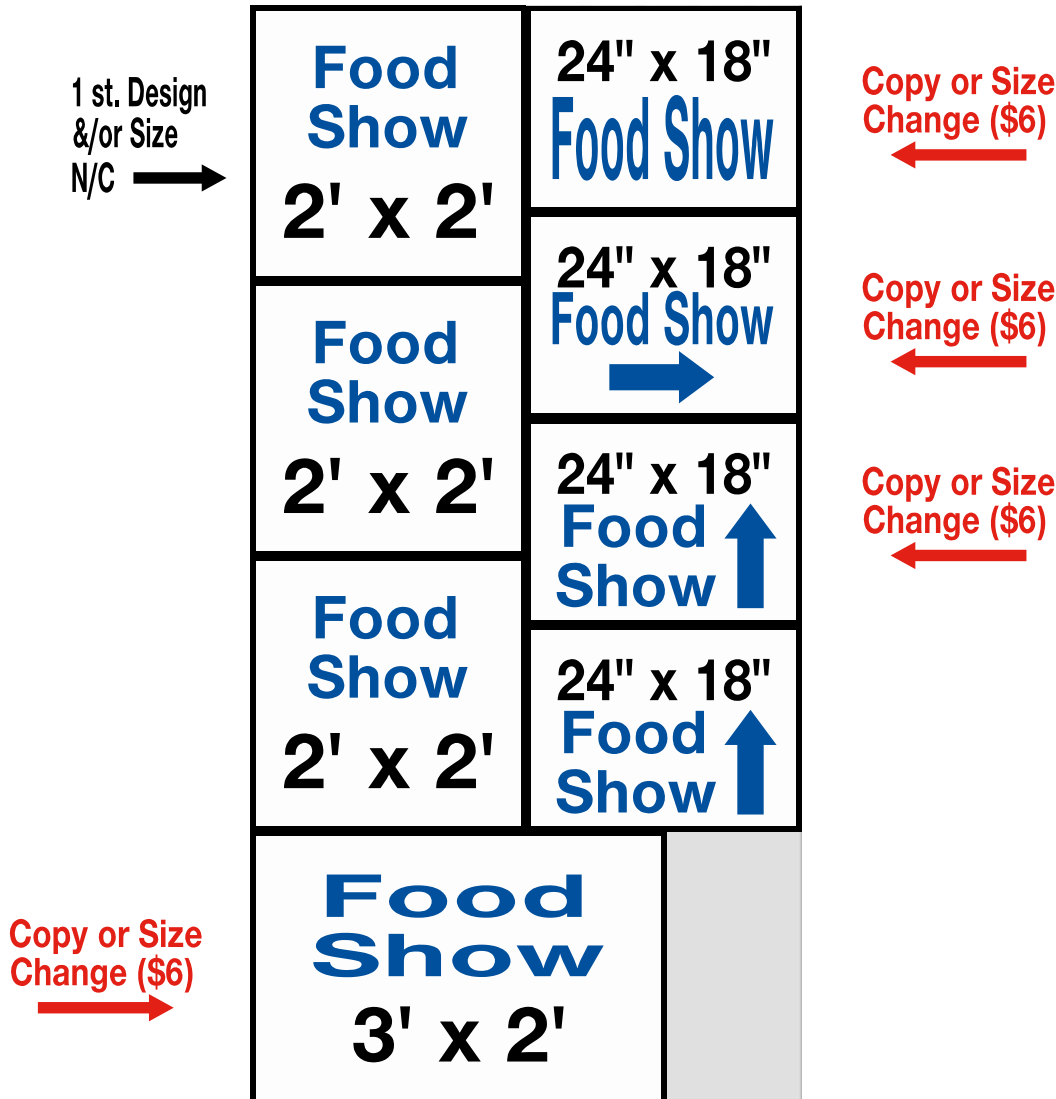 1 st. Design
&/or Size
N/C
Food
Show
2' x 2'
24" x 18"
Food Show
Copy or Size
Change ($6)
Food
Show
2' x 2'
24" x 18"
Food Show
Copy or Size
Change ($6)
24" x 18"
Food
Show
Copy or Size
Change ($6)
Food
Show
2' x 2'
24" x 18"
Food
Show
Copy or Size
Change ($6)
Food
Show
3' x 2'